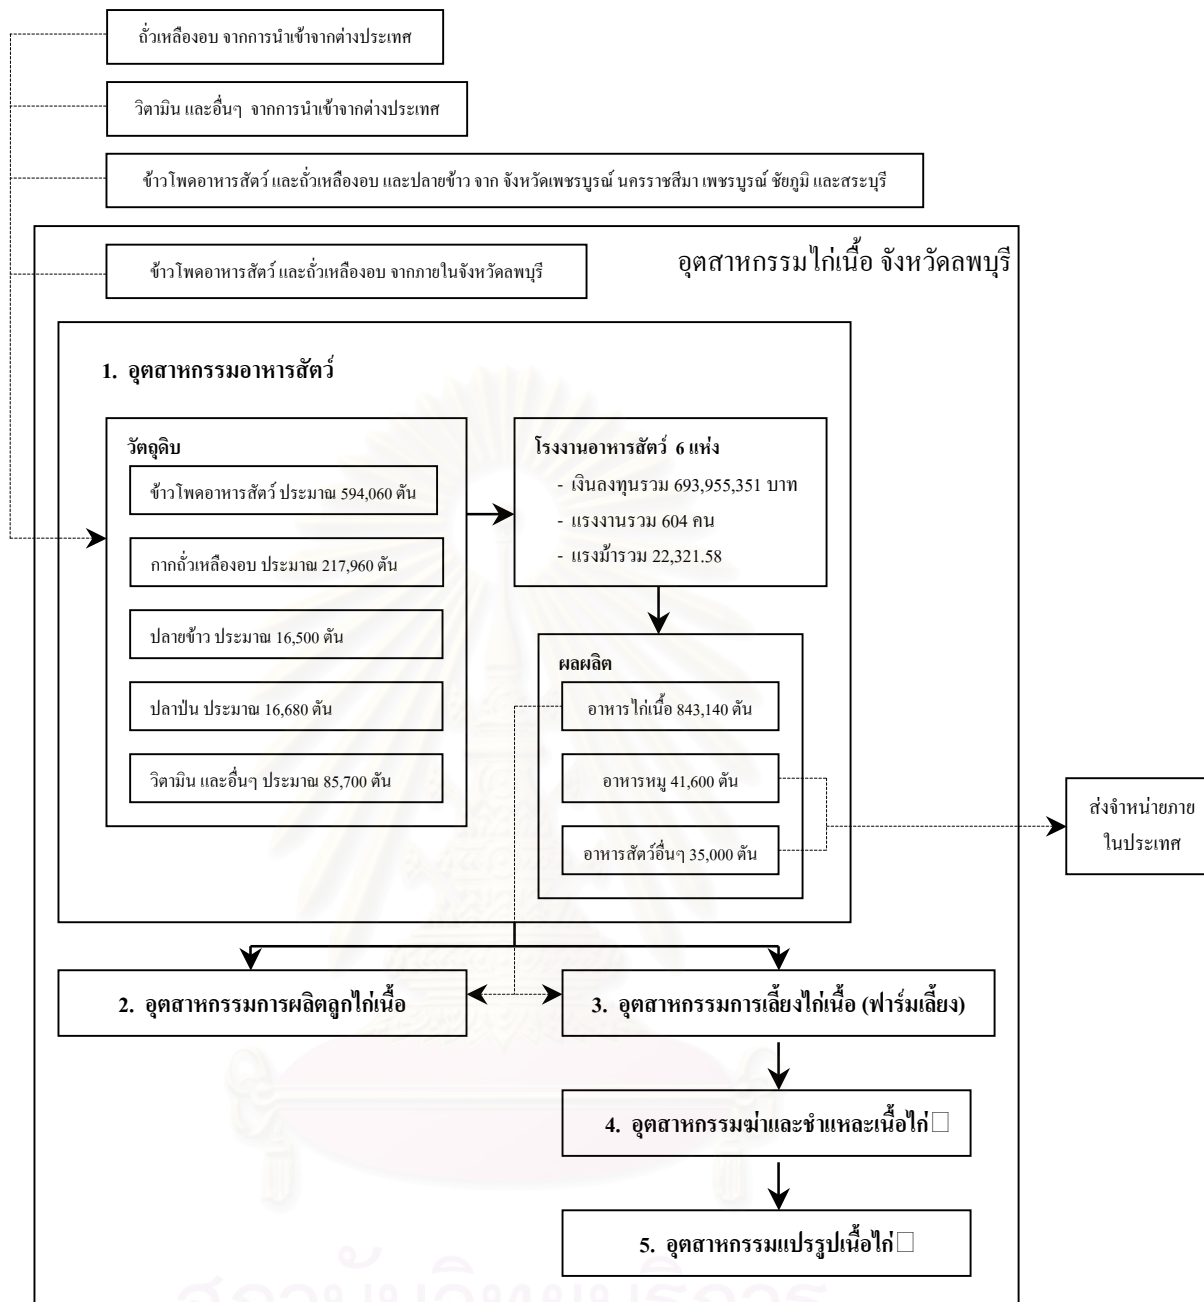 ถั่วเหลืองอบ จากการนำเข้าจากต่างประเทศ
วิตามิน และอื่นๆ จากการนำเข้าจากต่างประเทศ
ข้าวโพดอาหารสัตว์ และถั่วเหลืองอบ และปลายข้าว จาก จังหวัดเพชรบูรณ์ นครราชสีมา เพชรบูรณ์ ชัยภูมิ และสระบุรี
อุตสาหกรรมไก่เนื้อ จังหวัดลพบุรี
ข้าวโพดอาหารสัตว์ และถั่วเหลืองอบ จากภายในจังหวัดลพบุรี
1. อุตสาหกรรมอาหารสัตว์
วัตถุดิบ
ข้าวโพดอาหารสัตว์ ประมาณ 594,060 ตัน
กากถั่วเหลืองอบ ประมาณ 217,960 ตัน
ปลายข้าว ประมาณ 16,500 ตัน
ปลาป่น ประมาณ 16,680 ตัน
วิตามิน และอื่นๆ ประมาณ 85,700 ตัน
โรงงานอาหารสัตว์ 6 แห่ง
- เงินลงทุนรวม 693,955,351 บาท
- แรงงานรวม 604 คน
- แรงม้ารวม 22,321.58
ผลผลิต
อาหารไก่เนื้อ 843,140 ตัน
อาหารหมู 41,600 ตัน
อาหารสัตว์อื่นๆ 35,000 ตัน
ส่งจำหน่ายภาย
ในประเทศ
2. อุตสาหกรรมการผลิตลูกไก่เนื้อ
3. อุตสาหกรรมการเลี้ยงไก่เนื้อ (ฟาร์มเลี้ยง)
4. อุตสาหกรรมฆ่าและชำแหละเนื้อไก่
5. อุตสาหกรรมแปรรูปเนื้อไก่
สถาบันวิทยบริการ